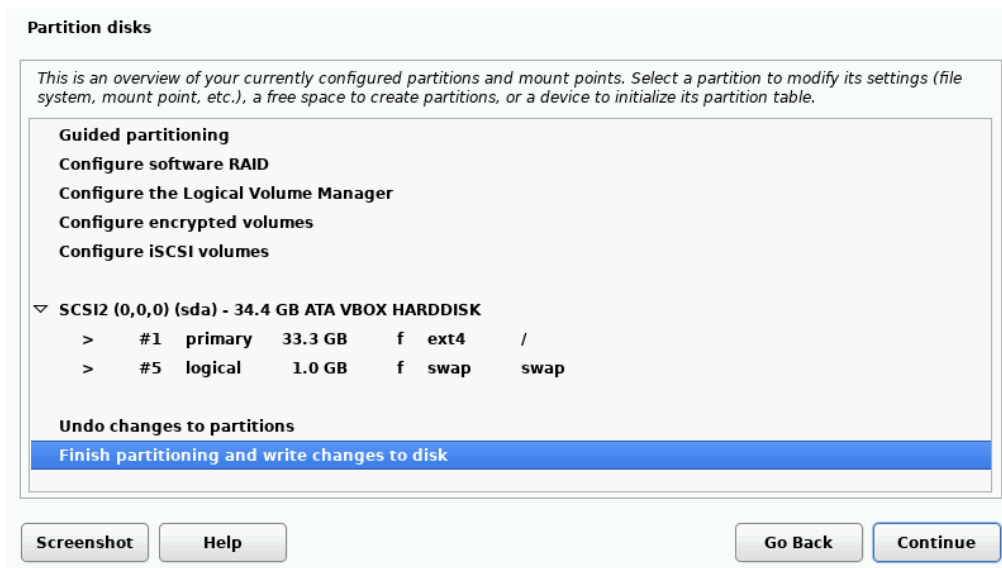 Partition disks
This is an overview of your currently configured partitions and mount points. Select a partition to modify its settings (file
system, mount point, etc.), a free space to create partitions, or a device to initialize its partition table.
Guided partitioning
Configure software RAID
Configure the Logical Volume Manager
Configure encrypted volumes
Configure iSCSI volumes
SCSI2 (0,0,0) (sda) - 34.4 GB ATA VBOX HARDDISK
> #1 primary 33.3 GB f ext4 /
> #5 logical 1.0 GB f swap swap
Undo changes to partitions
Finish partitioning and write changes to disk
Screenshot Help Go Back Continue